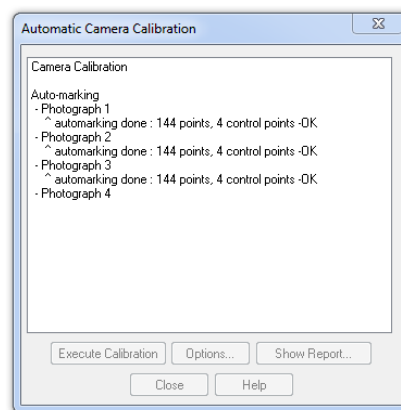 Automatic Camera Calibration
Camera Calibration
Auto-marking
- Photograph 1
^ automarking done : 144 points, 4 control points -OK
- Photograph 2
^ automarking done : 144 points, 4 control points -OK
- Photograph 3
^ automarking done : 144 points, 4 control points -OK
- Photograph 4
Execute Calibration Options... Show Report...
Close Help